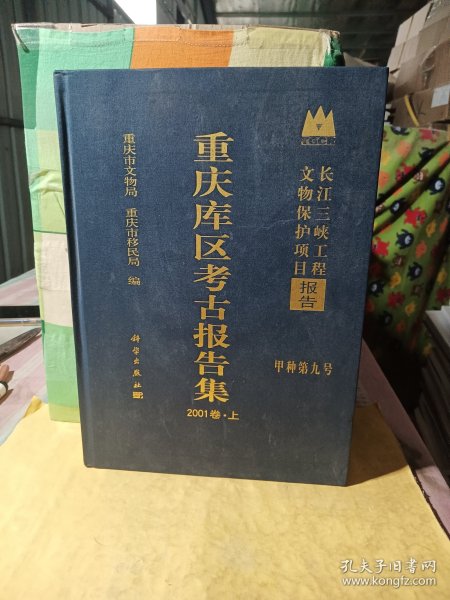 长江三峡工程
文物保护项目
报告
甲种第九号
重庆库区考古报告集
2001卷·上
重庆市文物局 重庆市移民局 编
科学出版社
孔夫子旧书网
www.kongfz.com